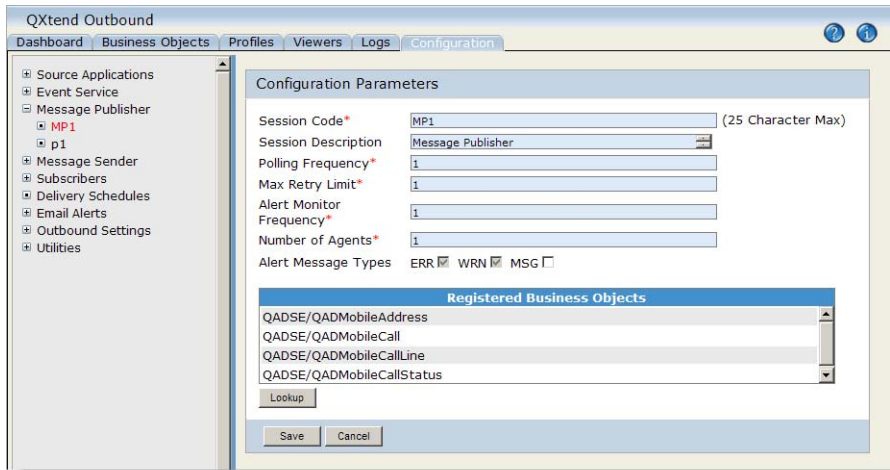 QXtend Outbound
Dashboard Business Objects Profiles Viewers Logs Configuration
Source Applications
Event Service
Message Publisher
MP1
p1
Message Sender
Subscribers
Delivery Schedules
Email Alerts
Outbound Settings
Utilities
Configuration Parameters
Session Code* MP1 (25 Character Max)
Session Description Message Publisher
Polling Frequency* 1
Max Retry Limit* 1
Alert Monitor
Frequency* 1
Number of Agents* 1
Alert Message Types ERR WRN MSG
Registered Business Objects
QADSE/QADMobileAddress
QADSE/QADMobileCall
QADSE/QADMobileCallLine
QADSE/QADMobileCallStatus
Lookup
Save Cancel